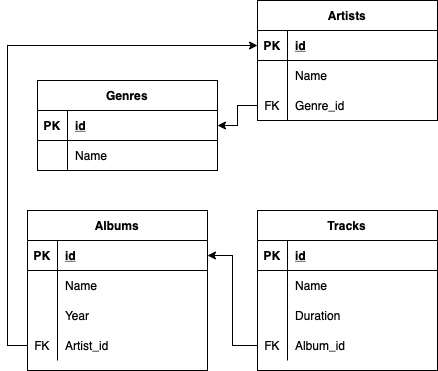 Artists
PK id
Name
FK Genre_id
Genres
PK id
Name
Albums
PK id
Name
Year
FK Artist_id
Tracks
PK id
Name
Duration
FK Album_id